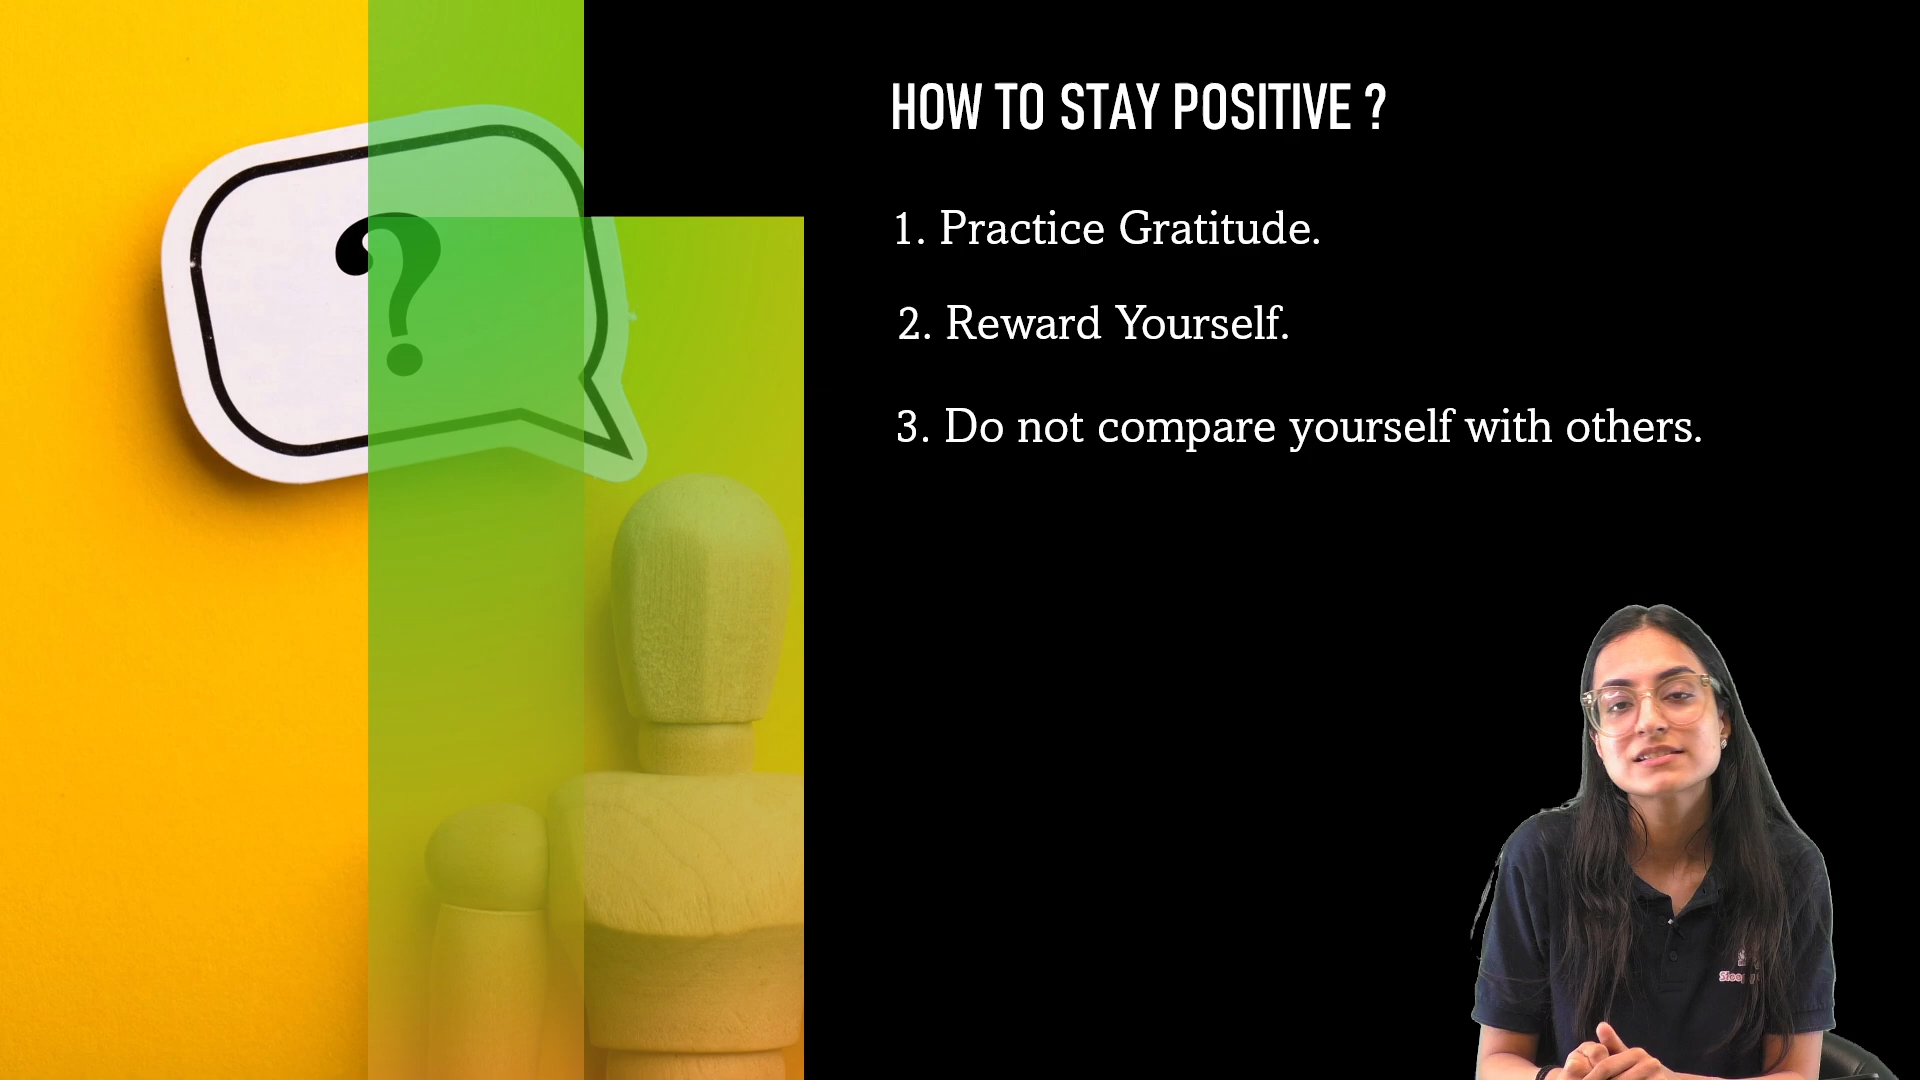 HOW TO STAY POSITIVE ?
1. Practice Gratitude.
2. Reward Yourself.
3. Do not compare yourself with others.
?